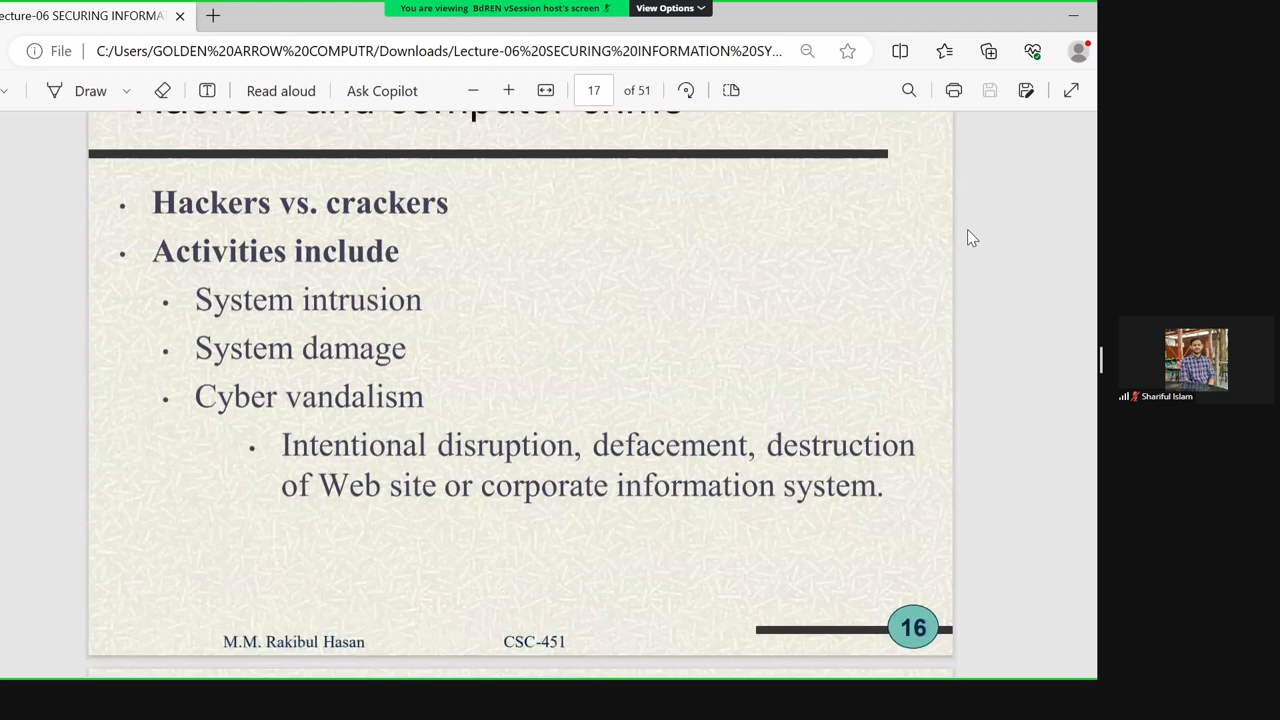 You are viewing BdREN vSession host's screen View Options
ecture-06 SECURING INFORMA
File C:/Users/GOLDEN%20ARROW%20COMPUTR/Downloads/Lecture-06%20SECURING%20INFORMATION%20SY...
Draw Read aloud Ask Copilot 17 of 51
Hackers and computer crime
• Hackers vs. crackers
• Activities include
• System intrusion
• System damage
• Cyber vandalism
• Intentional disruption, defacement, destruction
of Web site or corporate information system.
M.M. Rakibul Hasan CSC-451 16
Shariful Islam